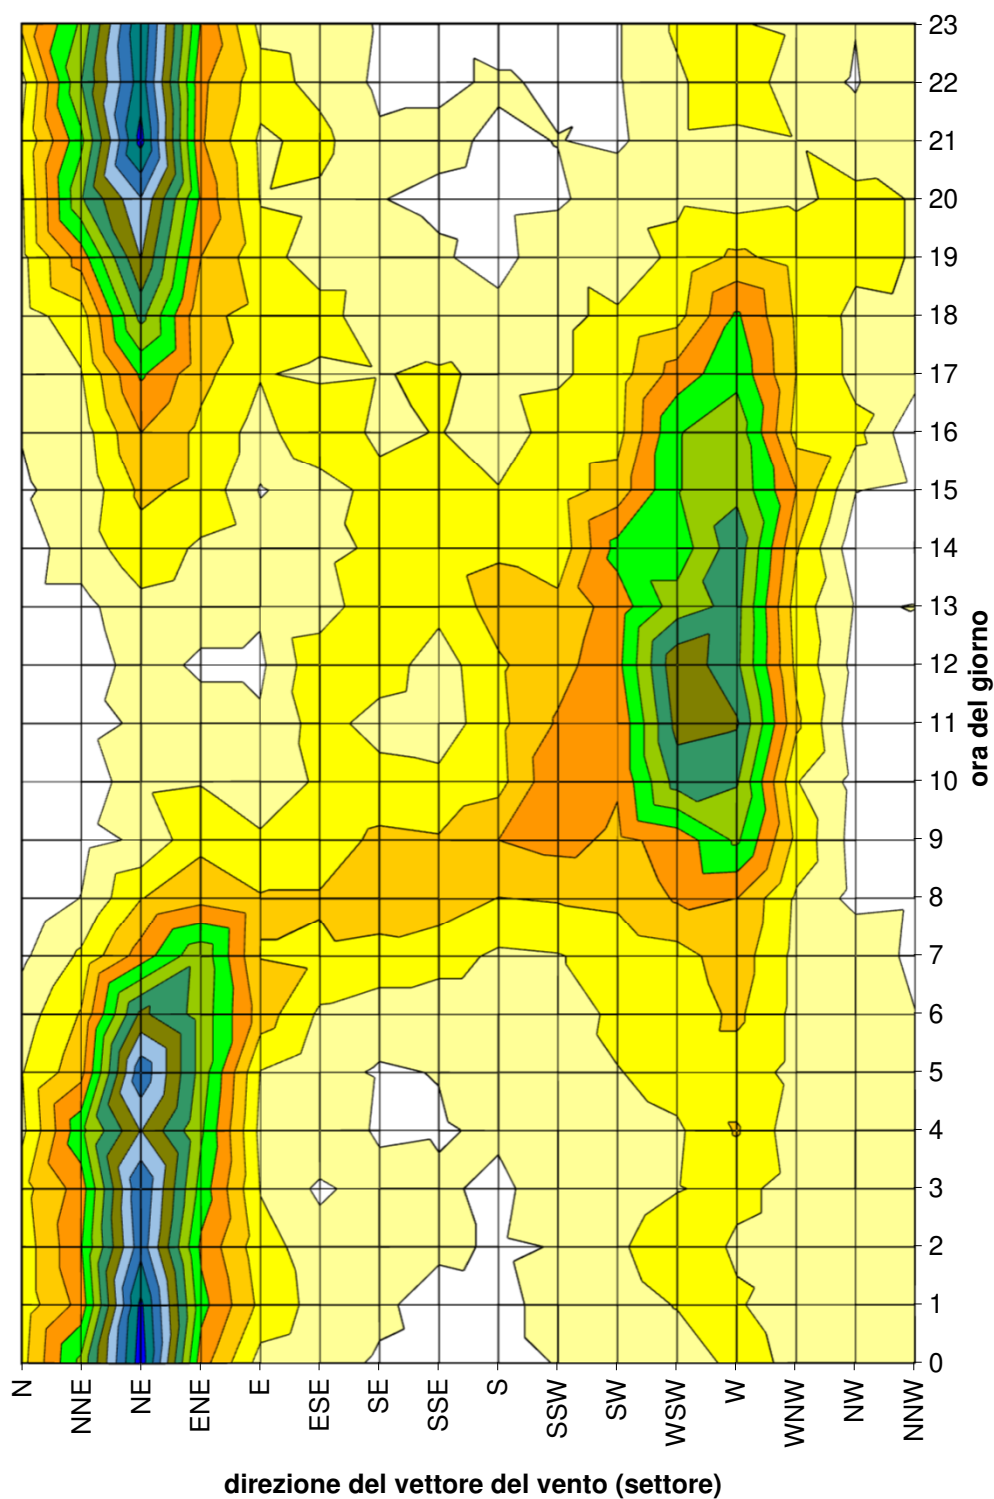 23
22
21
20
19
18
17
16
15
14
13
12
11
10
9
8
7
6
5
4
3
2
1
0
ora del giorno
N
NNE
NE
ENE
E
ESE
SE
SSE
S
SSW
SW
WSW
W
WNW
NW
NNW
direzione del vettore del vento (settore)